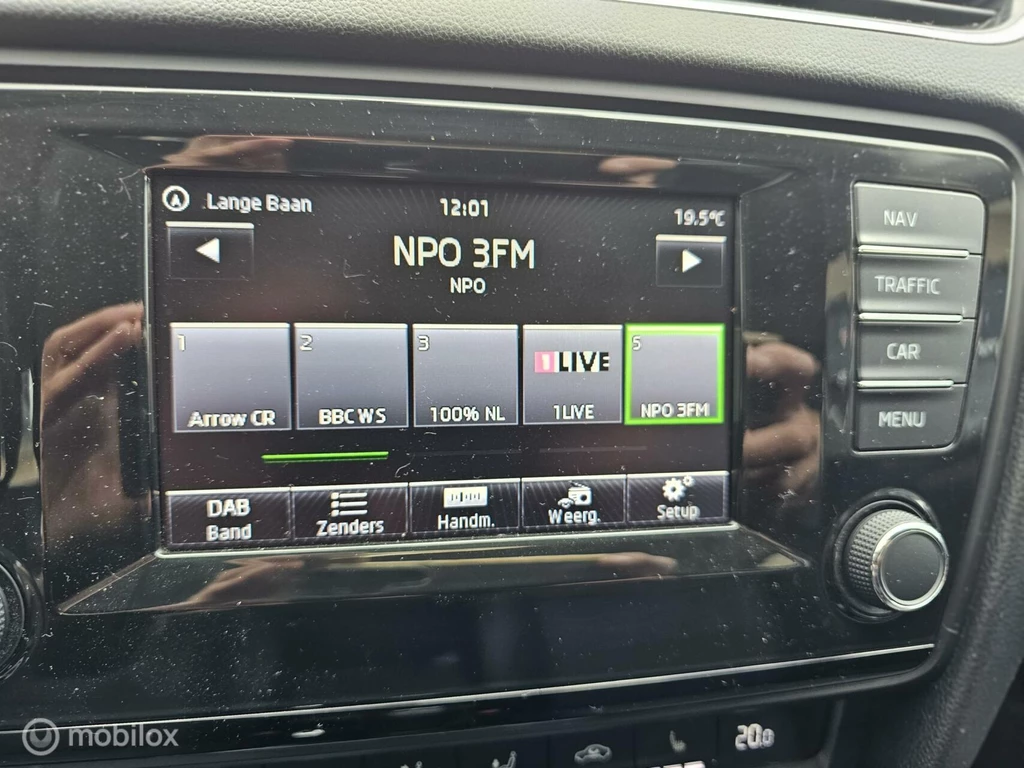 Lange Baan
12:01
19.5°C
NPO 3FM
NPO
1
2
3
5
1LIVE
Arrow CR
BBC WS
100% NL
1LIVE
NPO 3FM
DAB
Band
Zenders
Handm.
Weerg.
Setup
NAV
TRAFFIC
CAR
MENU
20.0
mobilox